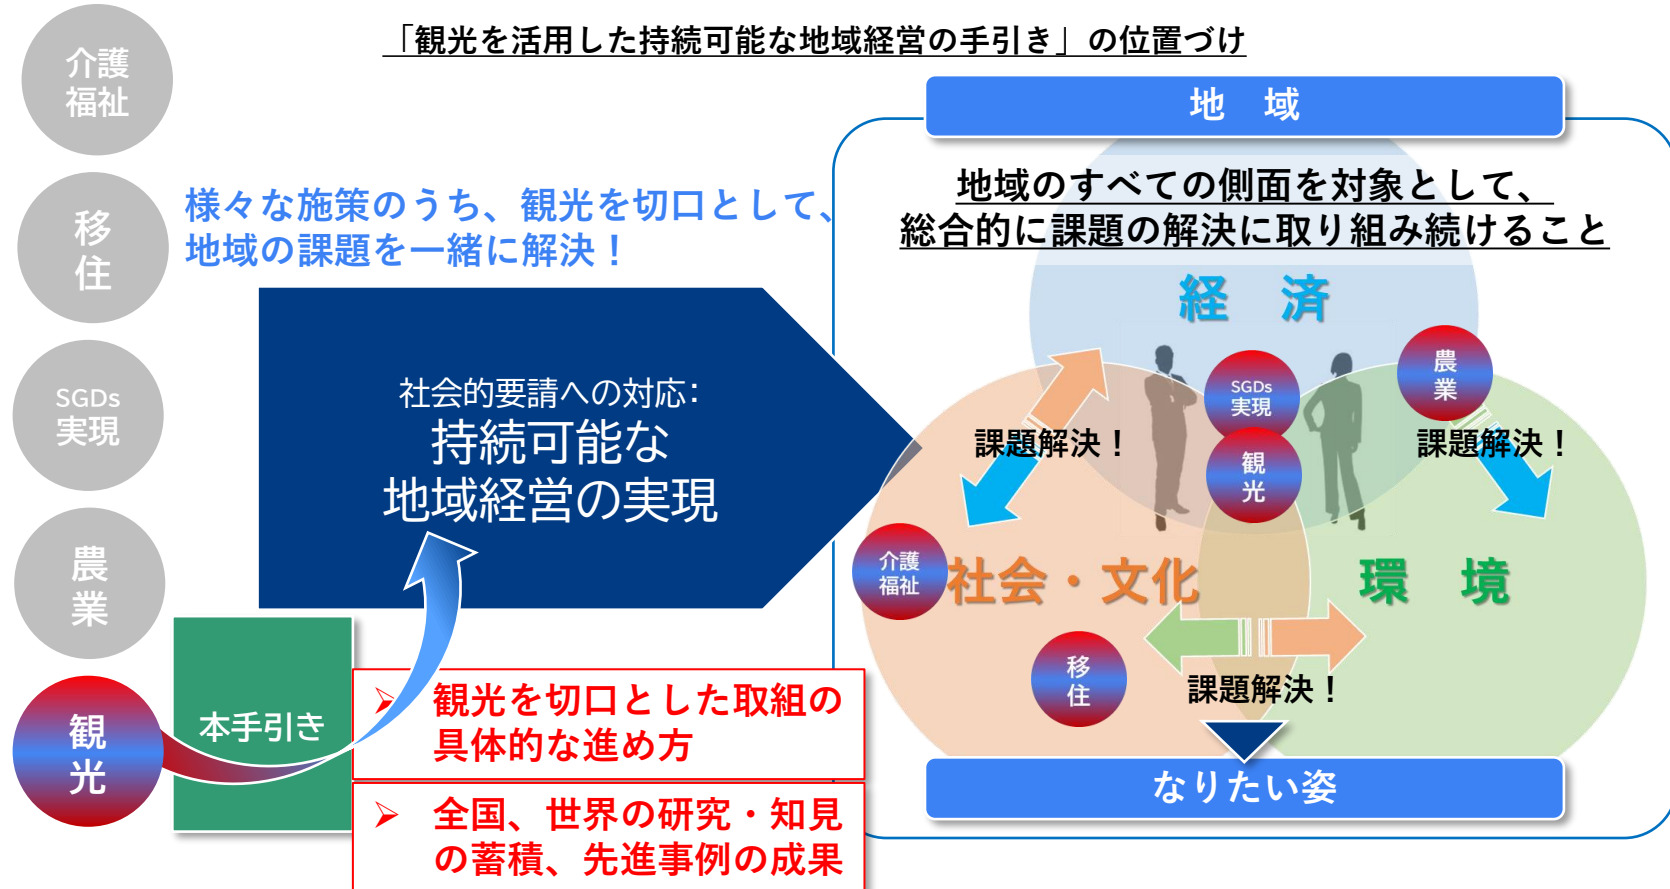 「観光を活用した持続可能な地域経営の手引き」の位置づけ
介護
福祉
移
住
SGDs
実現
農
業
観
光
様々な施策のうち、観光を切口として、
地域の課題を一緒に解決！
社会的要請への対応：
持続可能な
地域経営の実現
本手引き
➢ 観光を切口とした取組の
具体的な進め方
➢ 全国、世界の研究・知見
の蓄積、先進事例の成果
地　域
地域のすべての側面を対象として、
総合的に課題の解決に取り組み続けること
経　済
農
業
SGDs
実現
課題解決！
課題解決！
観
光
介護
福祉
社会・文化
環　境
移
住
課題解決！
なりたい姿